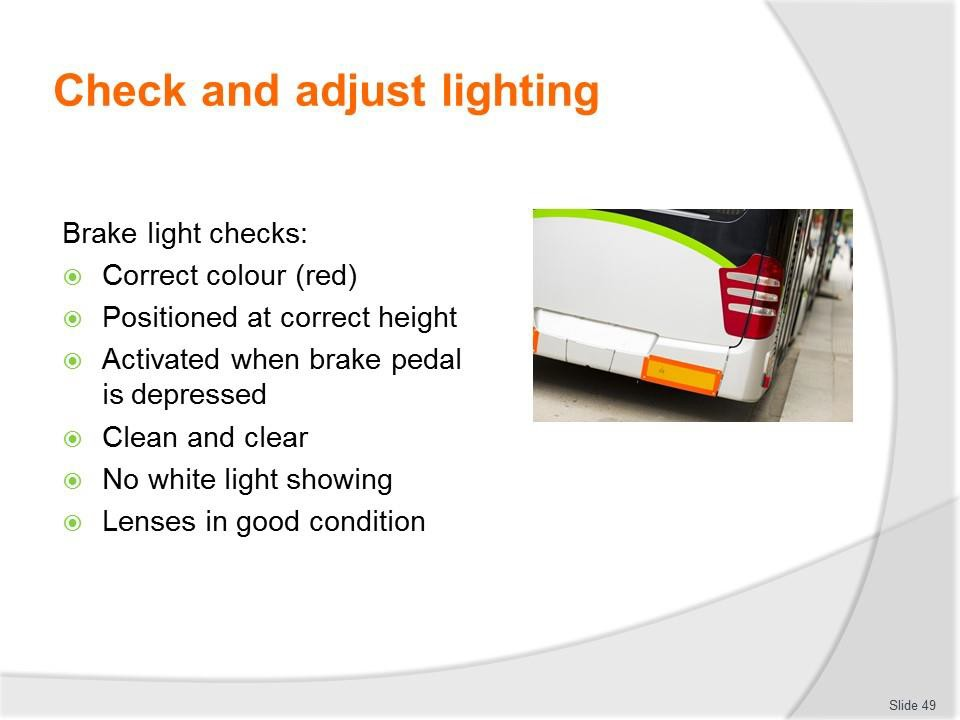 Check and adjust lighting
Brake light checks:
Correct colour (red)
Positioned at correct height
Activated when brake pedal
is depressed
Clean and clear
No white light showing
Lenses in good condition
Slide 49